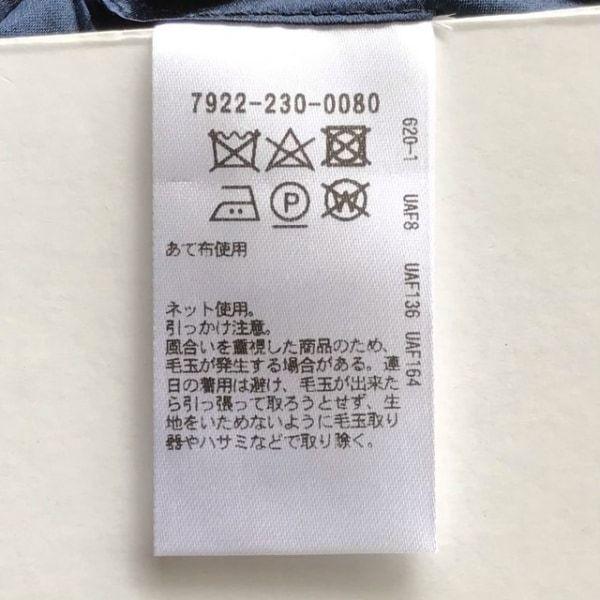 7922-230-0080
P
W
あて布使用
ネット使用。
引っかけ注意。
風合いを重視した商品のため、
毛玉が発生する場合がある。連
日の着用は避け、毛玉が出来た
ら引っ張って取ろうとせず、生
地をいためないように毛玉取り
器やハサミなどで取り除く。
620-1 UAF8 UAF136 UAF164